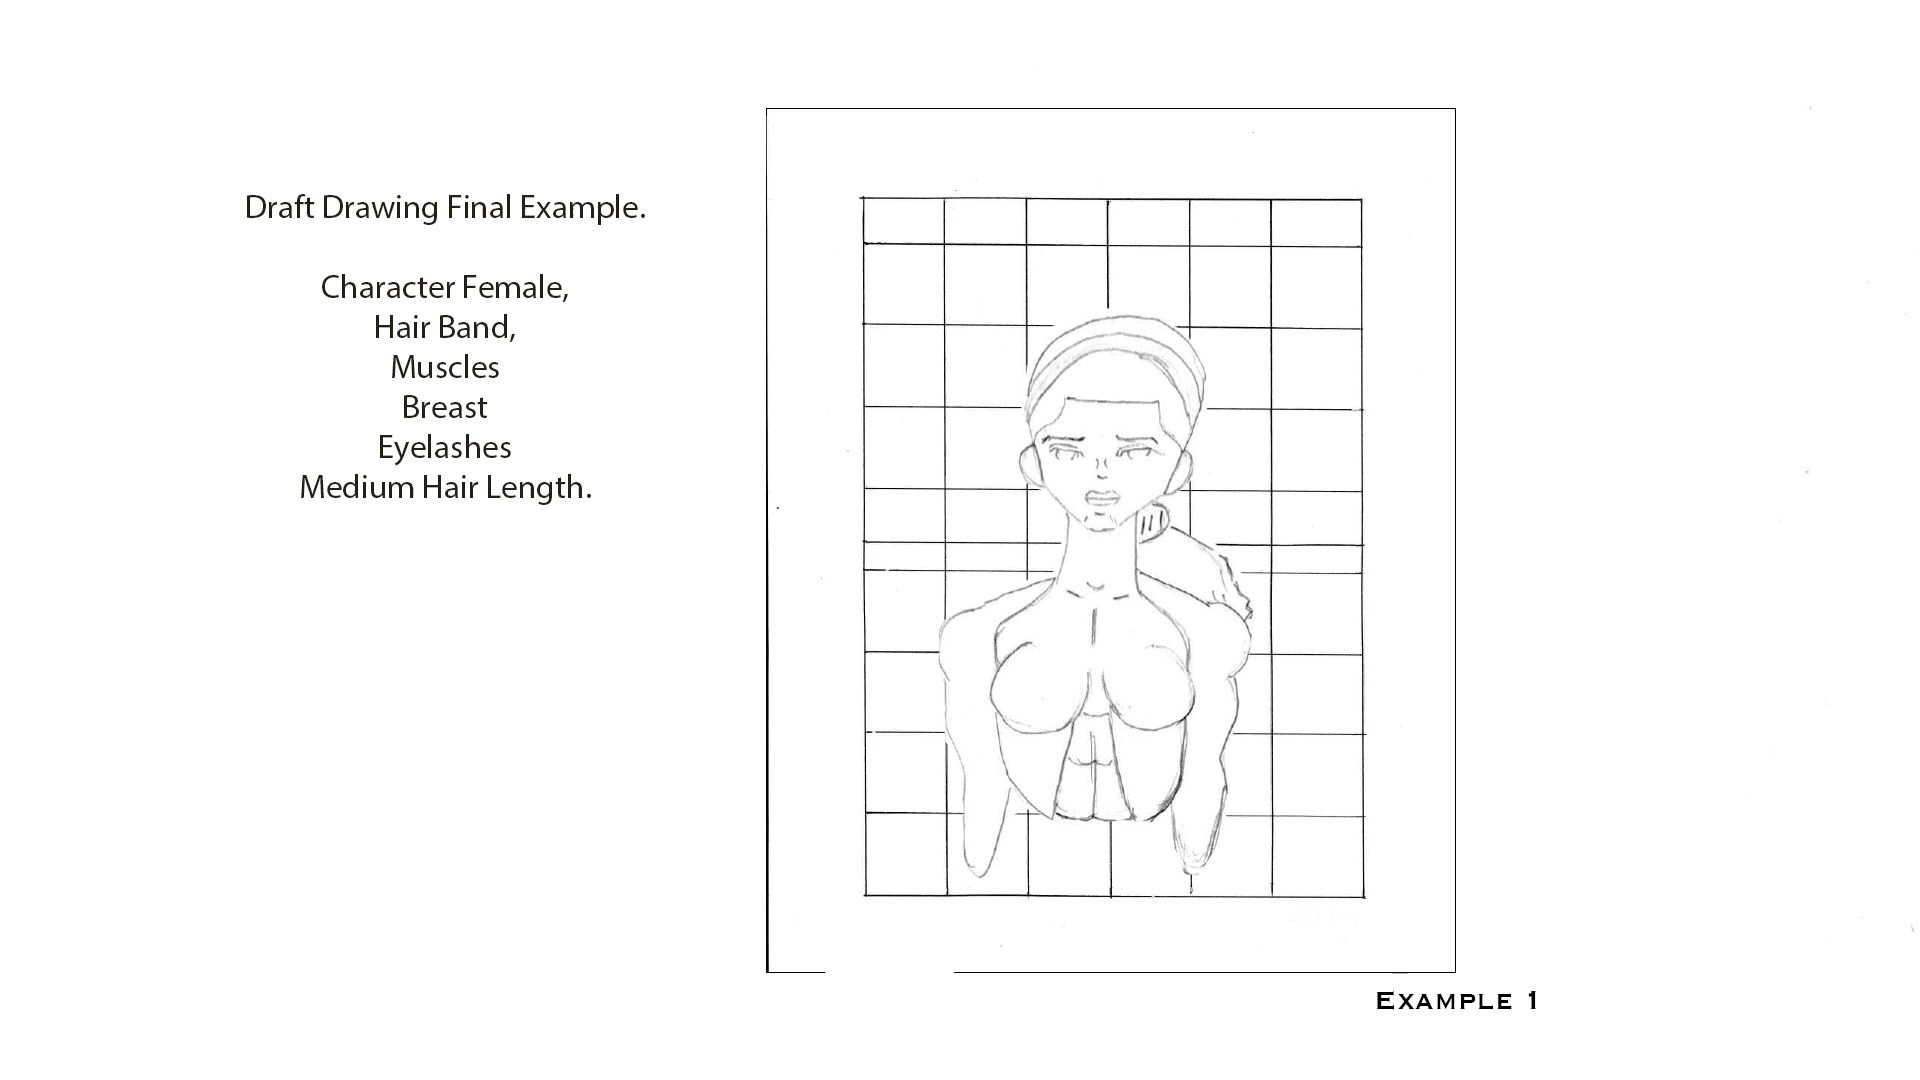 Draft Drawing Final Example.
Character Female,
Hair Band,
Muscles
Breast
Eyelashes
Medium Hair Length.
Example 1